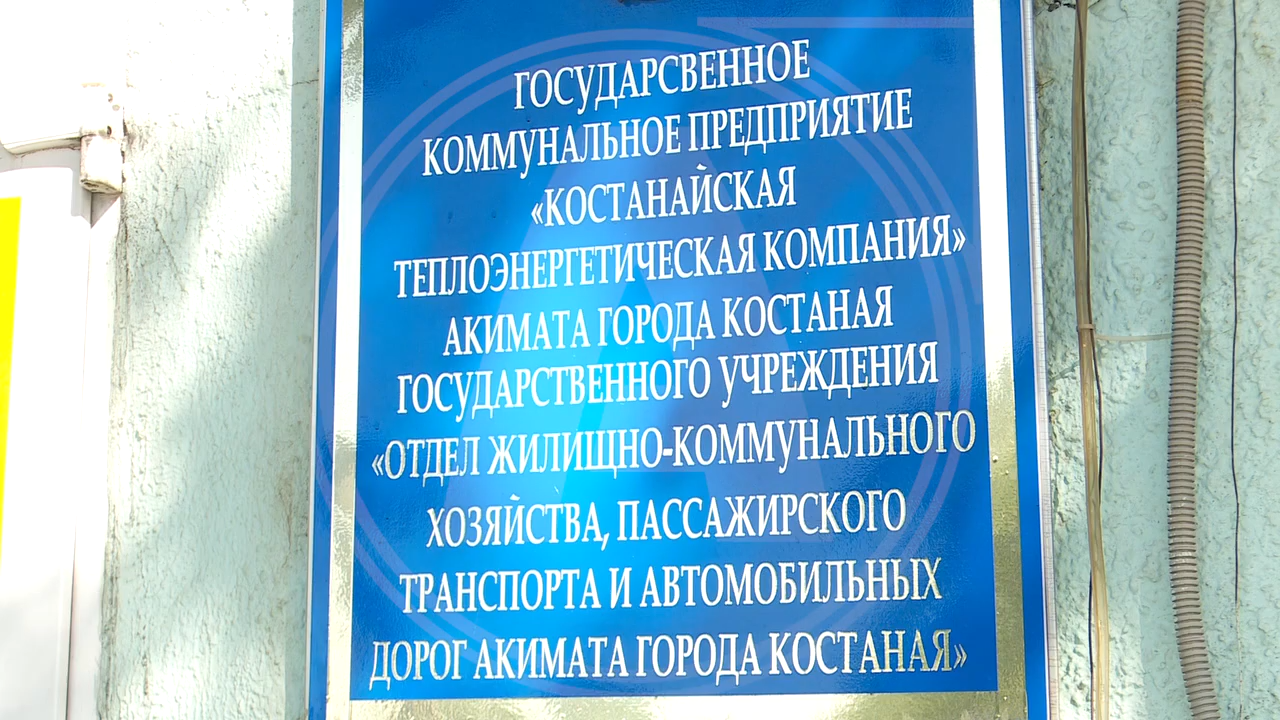 ГОСУДАРСВЕННОЕ
КОММУНАЛЬНОЕ ПРЕДПРИЯТИЕ
«КОСТАНАЙСКАЯ
ТЕПЛОЭНЕРГЕТИЧЕСКАЯ КОМПАНИЯ»
АКИМАТА ГОРОДА КОСТАНАЯ
ГОСУДАРСТВЕННОГО УЧРЕЖДЕНИЯ
«ОТДЕЛ ЖИЛИЩНО-КОММУНАЛЬНОГО
ХОЗЯЙСТВА, ПАССАЖИРСКОГО
ТРАНСПОРТА И АВТОМОБИЛЬНЫХ
ДОРОГ АКИМАТА ГОРОДА КОСТАНАЯ»